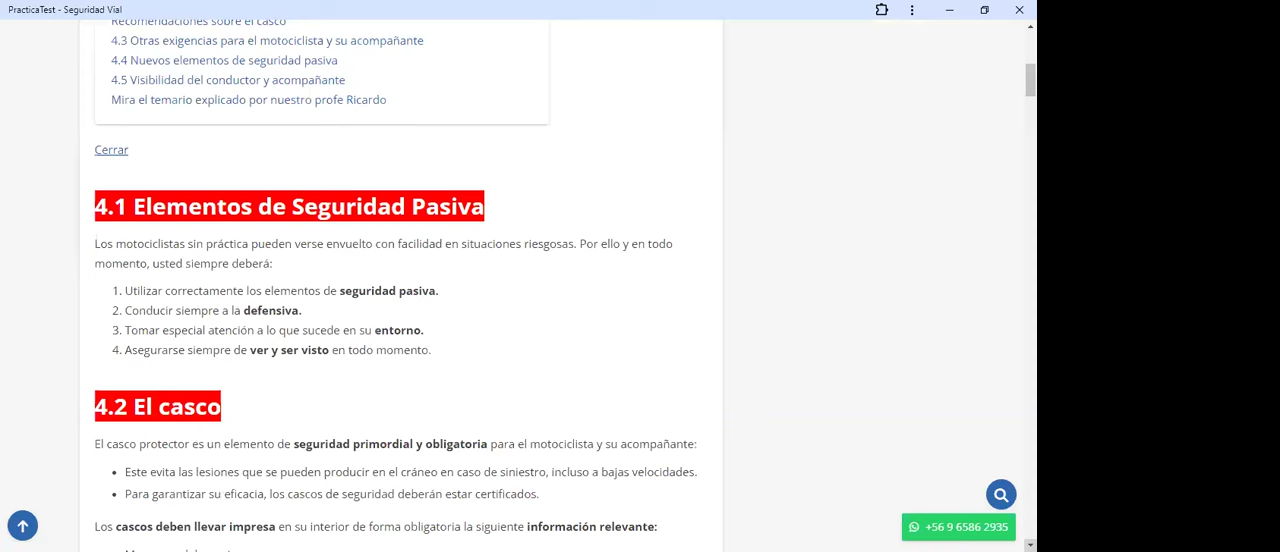 PracticaTest - Seguridad Vial
Recomendaciones sobre el casco
4.3 Otras exigencias para el motociclista y su acompañante
4.4 Nuevos elementos de seguridad pasiva
4.5 Visibilidad del conductor y acompañante
Mira el temario explicado por nuestro profe Ricardo
Cerrar
4.1 Elementos de Seguridad Pasiva
Los motociclistas sin práctica pueden verse envuelto con facilidad en situaciones riesgosas. Por ello y en todo
momento, usted siempre deberá:
1. Utilizar correctamente los elementos de seguridad pasiva.
2. Conducir siempre a la defensiva.
3. Tomar especial atención a lo que sucede en su entorno.
4. Asegurarse siempre de ver y ser visto en todo momento.
4.2 El casco
El casco protector es un elemento de seguridad primordial y obligatoria para el motociclista y su acompañante:
• Este evita las lesiones que se pueden producir en el cráneo en caso de siniestro, incluso a bajas velocidades.
• Para garantizar su eficacia, los cascos de seguridad deberán estar certificados.
+56 9 6586 2935
Los cascos deben llevar impresa en su interior de forma obligatoria la siguiente información relevante: